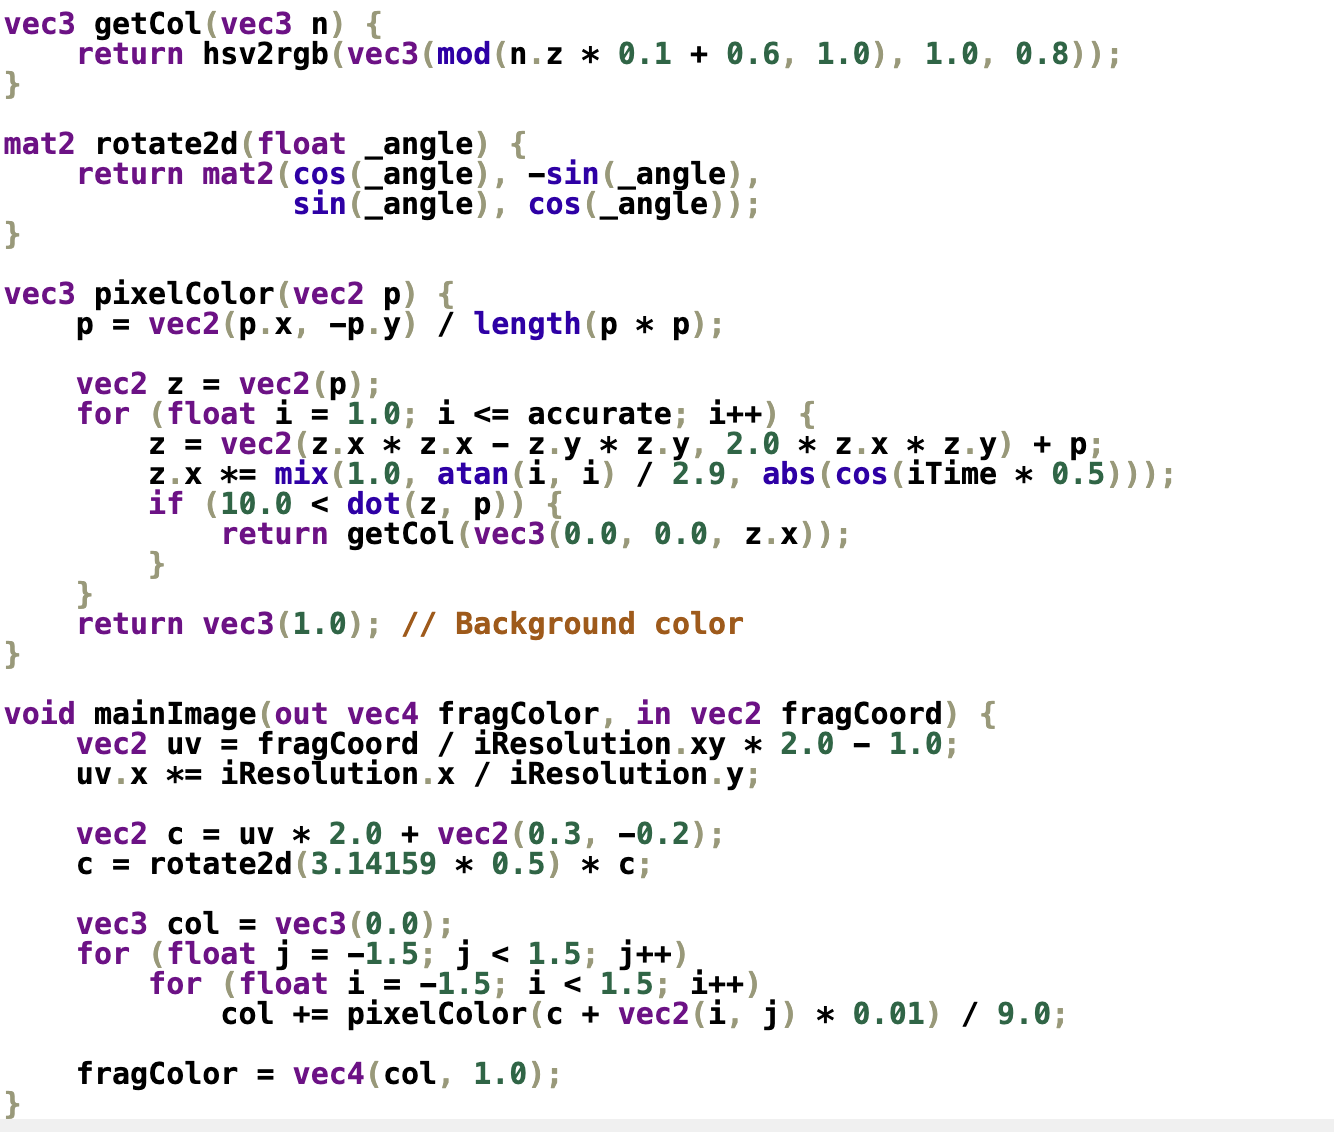 vec3 getCol(vec3 n) {
    return hsv2rgb(vec3(mod(n.z * 0.1 + 0.6, 1.0), 1.0, 0.8));
}

mat2 rotate2d(float _angle) {
    return mat2(cos(_angle), -sin(_angle),
                sin(_angle), cos(_angle));
}

vec3 pixelColor(vec2 p) {
    p = vec2(p.x, -p.y) / length(p * p);

    vec2 z = vec2(p);
    for (float i = 1.0; i <= accurate; i++) {
        z = vec2(z.x * z.x - z.y * z.y, 2.0 * z.x * z.y) + p;
        z.x *= mix(1.0, atan(i, i) / 2.9, abs(cos(iTime * 0.5)));
        if (10.0 < dot(z, p)) {
            return getCol(vec3(0.0, 0.0, z.x));
        }
    }
    return vec3(1.0); // Background color
}

void mainImage(out vec4 fragColor, in vec2 fragCoord) {
    vec2 uv = fragCoord / iResolution.xy * 2.0 - 1.0;
    uv.x *= iResolution.x / iResolution.y;

    vec2 c = uv * 2.0 + vec2(0.3, -0.2);
    c = rotate2d(3.14159 * 0.5) * c;

    vec3 col = vec3(0.0);
    for (float j = -1.5; j < 1.5; j++)
        for (float i = -1.5; i < 1.5; i++)
            col += pixelColor(c + vec2(i, j) * 0.01) / 9.0;

    fragColor = vec4(col, 1.0);
}